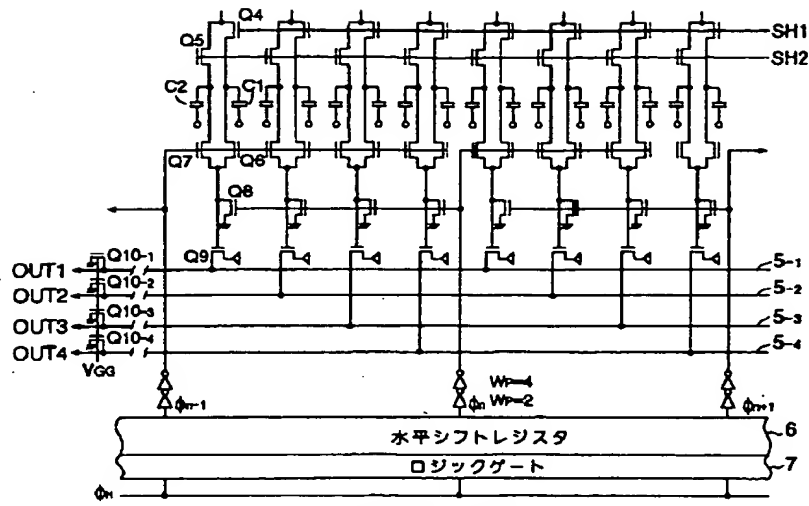 Q4
SH1
Q5
SH2
C2
C1
Q7
Q6
Q8
Q9
Q10-1
OUT1
5-1
Q10-2
OUT2
5-2
Q10-3
OUT3
5-3
Q10-4
OUT4
5-4
VGG
WP=4
ϕn-1
ϕn
WP=2
ϕn+1
水平シフトレジスタ
6
ロジックゲート
7
ϕH